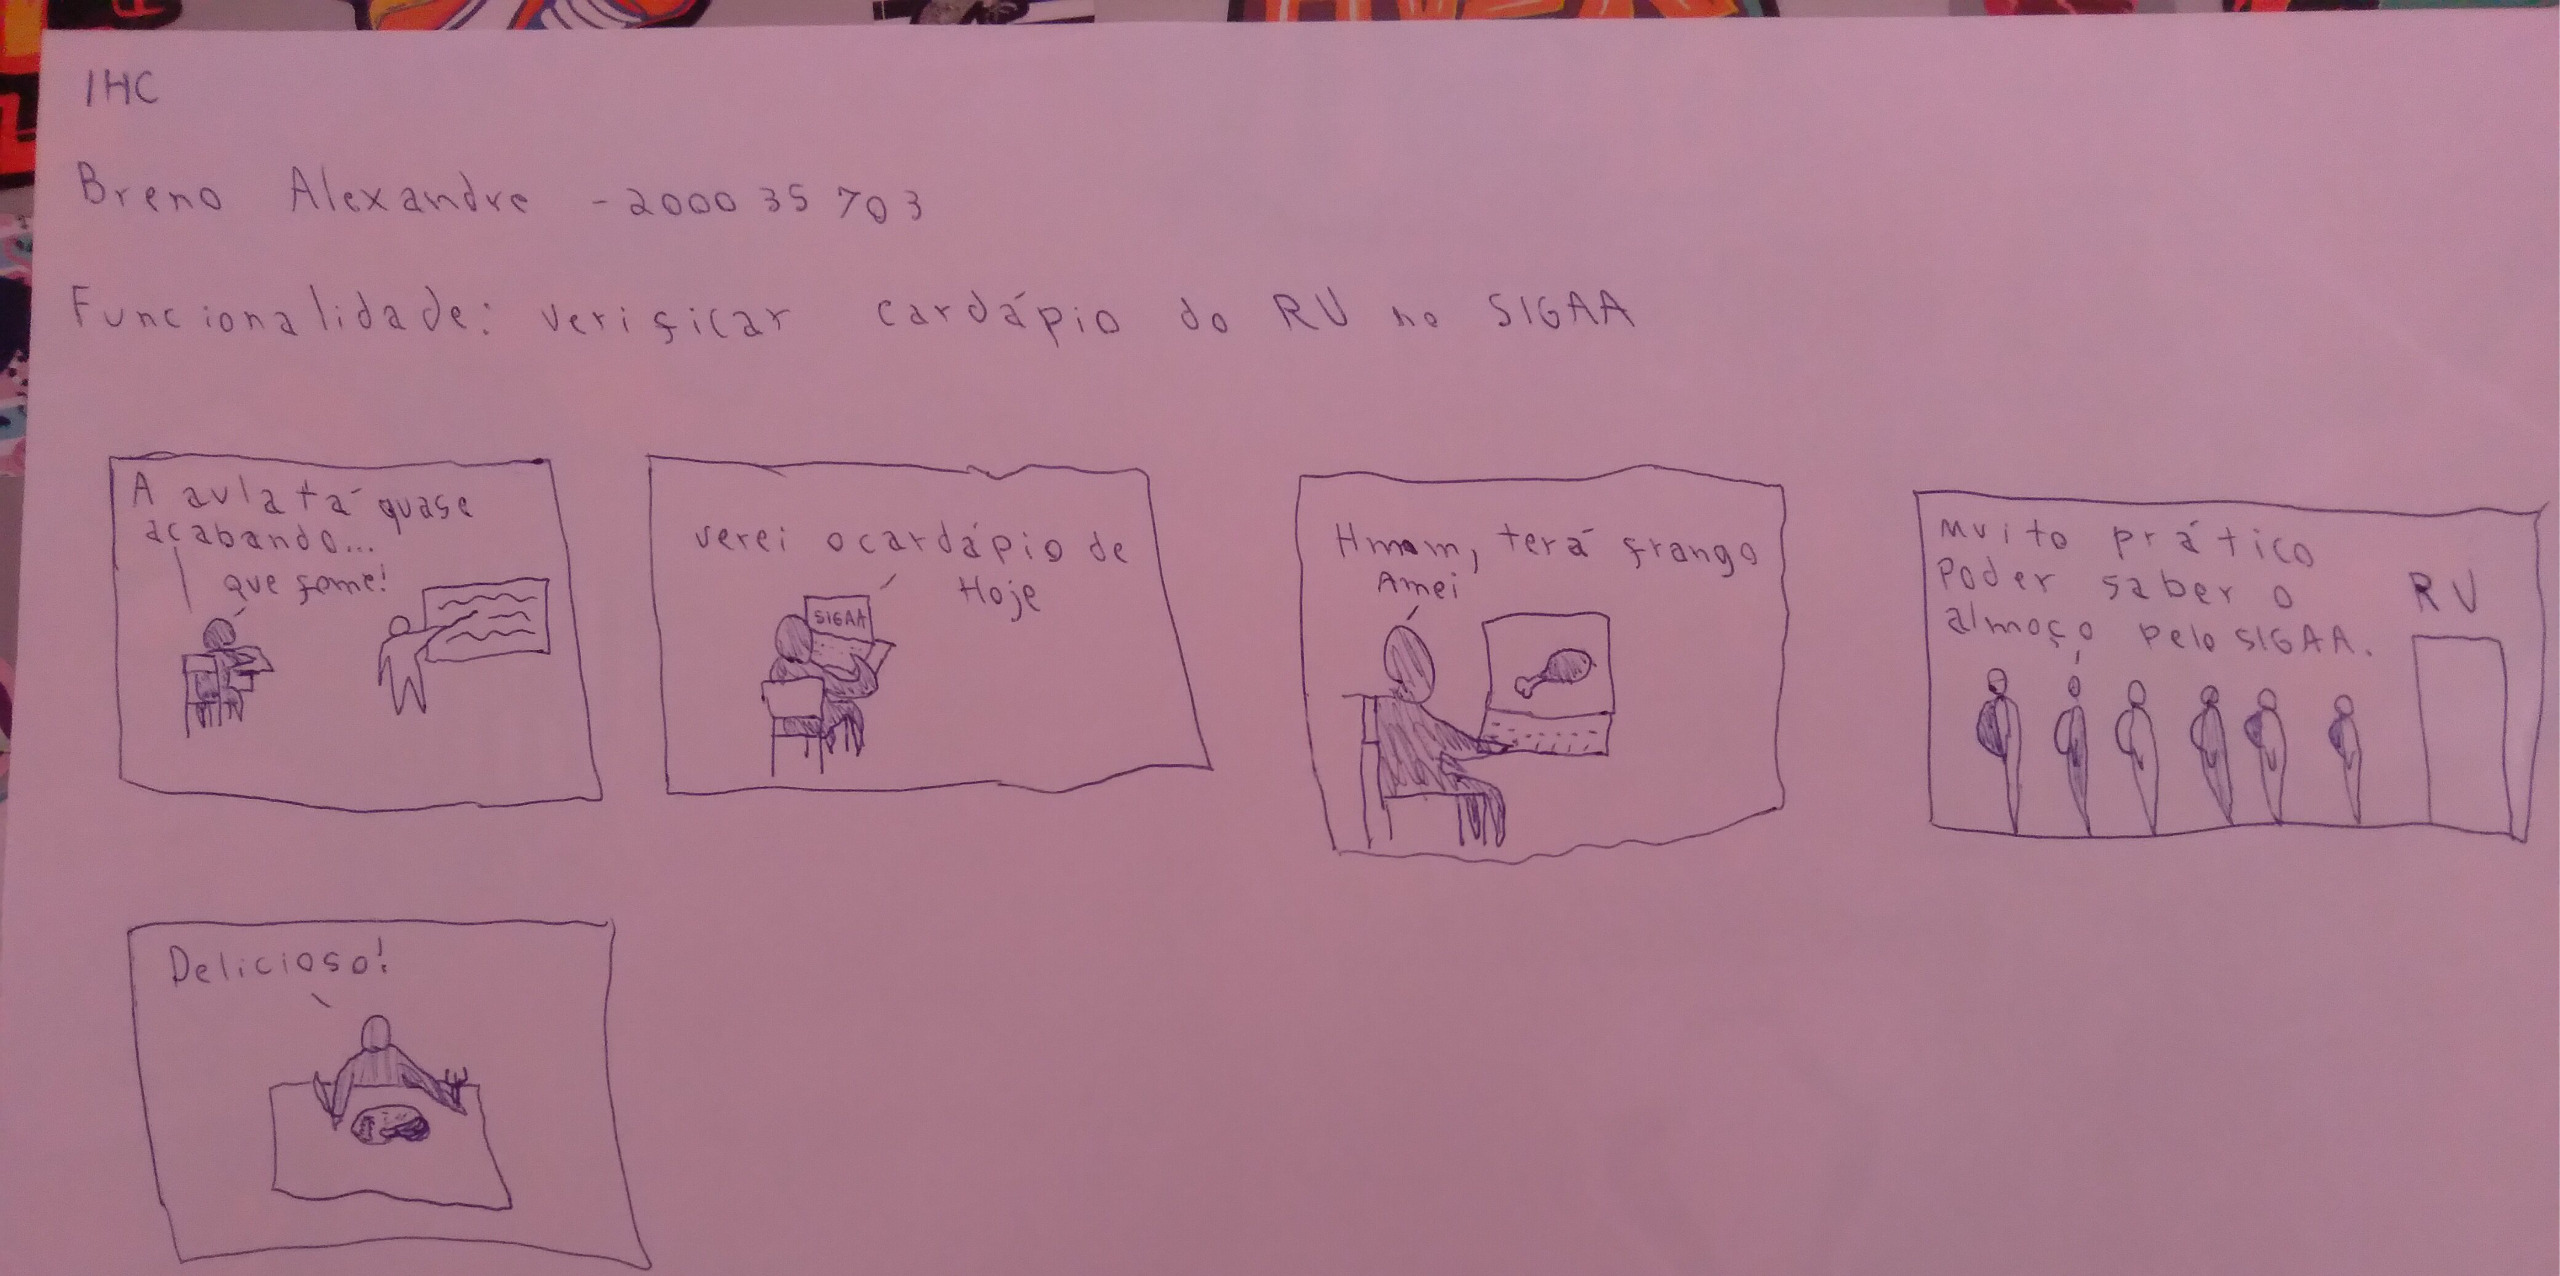 IHC
Breno Alexandre - 200035703
Funcionalidade: verificar cardápio do RU no SIGAA
A aula tá quase
acabando...
que fome!
verei o cardápio de
Hoje
SIGAA
Hmmm, terá frango
Amei
muito prático
Poder saber o
almoço pelo SIGAA.
RU
Delicioso!